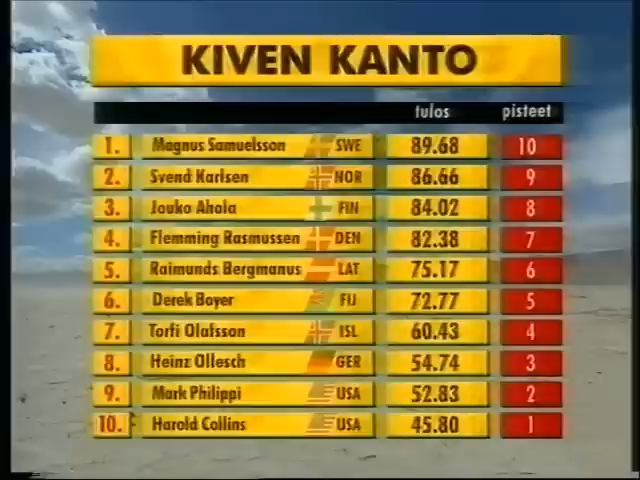 KIVEN KANTO
tulos pisteet
1. Magnus Samuelsson SWE 89.68 10
2. Svend Karlsen NOR 86.66 9
3. Jouko Ahola FIN 84.02 8
4. Flemming Rasmussen DEN 82.38 7
5. Raimunds Bergmanus LAT 75.17 6
6. Derek Boyer FIJ 72.77 5
7. Torfi Olafsson ISL 60.43 4
8. Heinz Ollesch GER 54.74 3
9. Mark Philippi USA 52.83 2
10. Harold Collins USA 45.80 1